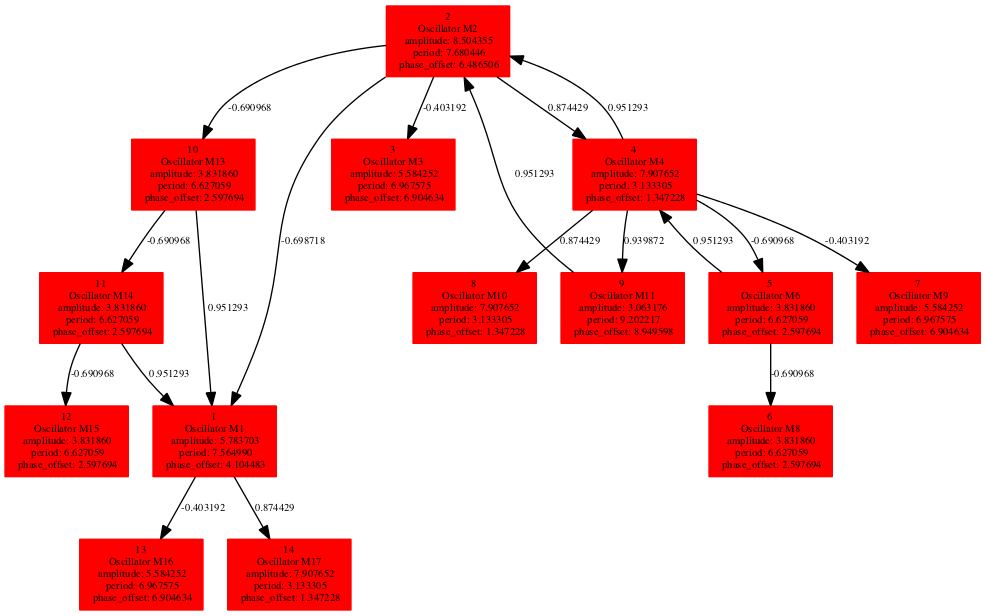 2
Oscillator M2
amplitude: 8.504355
period: 7.680446
phase_offset: 6.486506
-0.690968
-0.403192
0.874429
0.951293
10
Oscillator M13
amplitude: 3.831860
period: 6.627059
phase_offset: 2.597694
3
Oscillator M3
amplitude: 5.584252
period: 6.967575
phase_offset: 6.904634
4
Oscillator M4
amplitude: 7.907652
period: 3.133305
phase_offset: 1.347228
0.951293
-0.690968
-0.698718
0.874429
0.939872
0.951293
-0.690968
-0.403192
11
Oscillator M14
amplitude: 3.831860
period: 6.627059
phase_offset: 2.597694
0.951293
8
Oscillator M10
amplitude: 7.907652
period: 3.133305
phase_offset: 1.347228
9
Oscillator M11
amplitude: 3.063176
period: 9.202217
phase_offset: 8.949598
5
Oscillator M6
amplitude: 3.831860
period: 6.627059
phase_offset: 2.597694
7
Oscillator M9
amplitude: 5.584252
period: 6.967575
phase_offset: 6.904634
-0.690968
0.951293
-0.690968
12
Oscillator M15
amplitude: 3.831860
period: 6.627059
phase_offset: 2.597694
1
Oscillator M1
amplitude: 5.783703
period: 7.564990
phase_offset: 4.104483
6
Oscillator M8
amplitude: 3.831860
period: 6.627059
phase_offset: 2.597694
-0.403192
0.874429
13
Oscillator M16
amplitude: 5.584252
period: 6.967575
phase_offset: 6.904634
14
Oscillator M17
amplitude: 7.907652
period: 3.133305
phase_offset: 1.347228